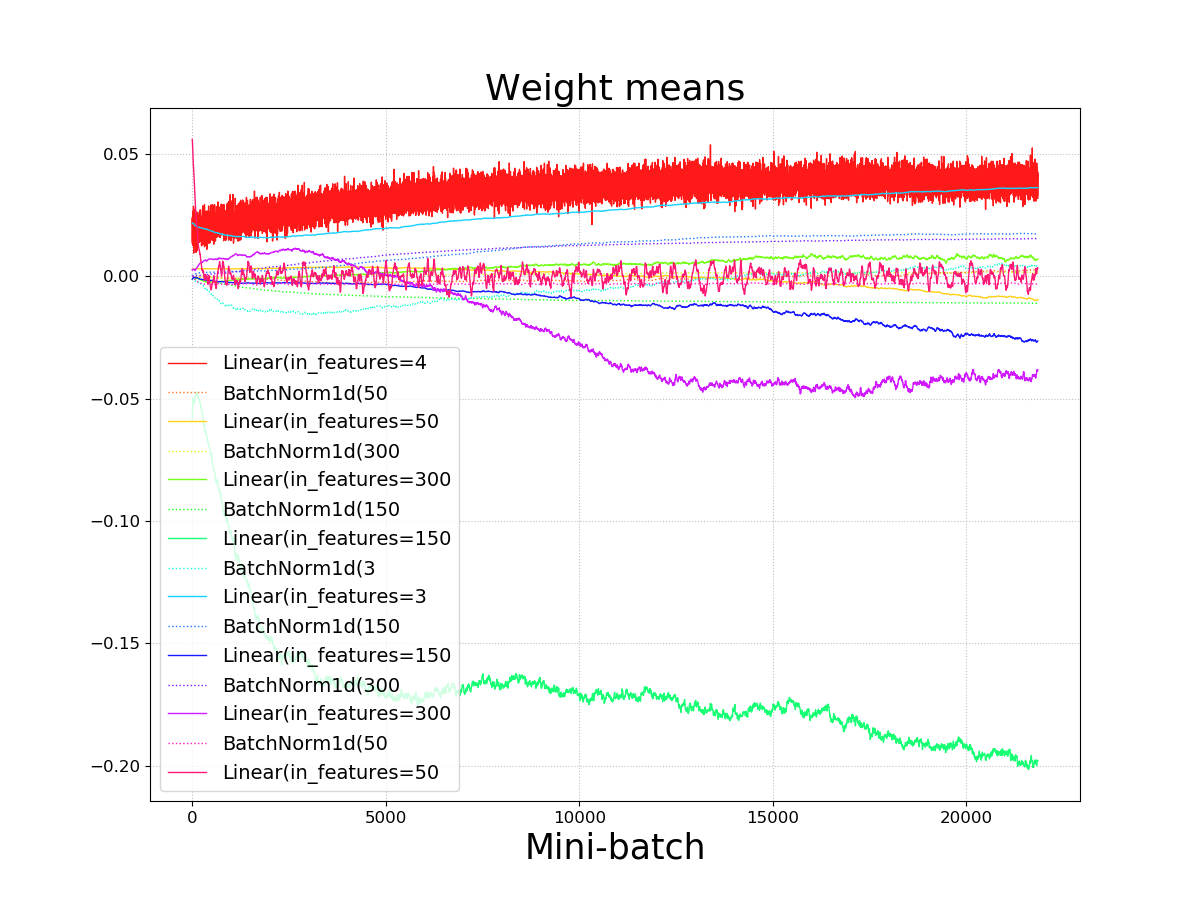 Weight means
0.05
0.00
−0.05
−0.10
−0.15
−0.20
Linear(in_features=4
BatchNorm1d(50
Linear(in_features=50
BatchNorm1d(300
Linear(in_features=300
BatchNorm1d(150
Linear(in_features=150
BatchNorm1d(3
Linear(in_features=3
BatchNorm1d(150
Linear(in_features=150
BatchNorm1d(300
Linear(in_features=300
BatchNorm1d(50
Linear(in_features=50
0 5000 10000 15000 20000
Mini-batch